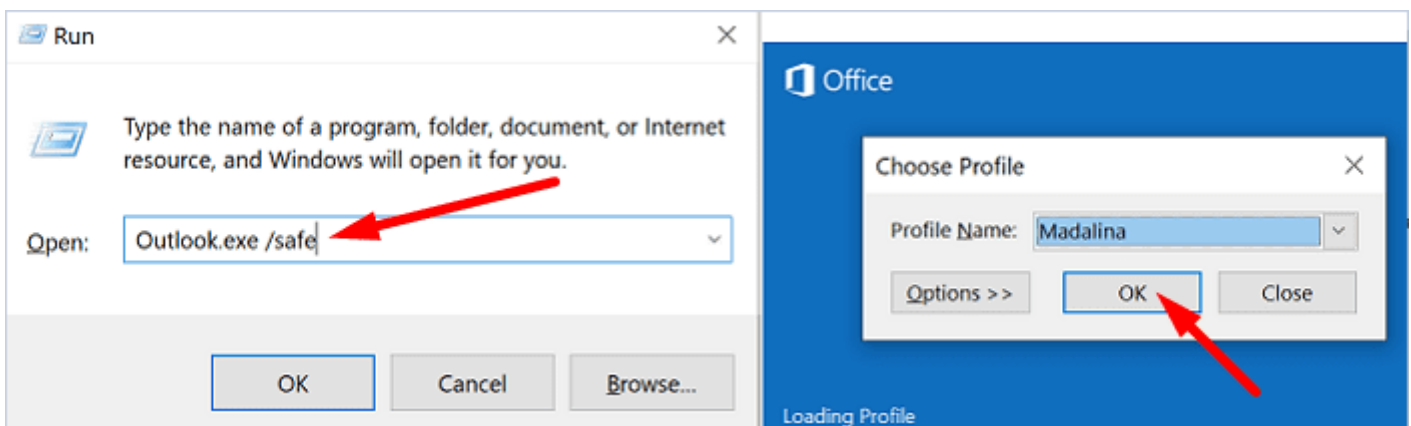 Run
Type the name of a program, folder, document, or Internet
resource, and Windows will open it for you.
Open:
Outlook.exe /safe
OK
Cancel
Browse...
Office
Choose Profile
Profile Name:
Madalina
Options >>
OK
Close
Loading Profile